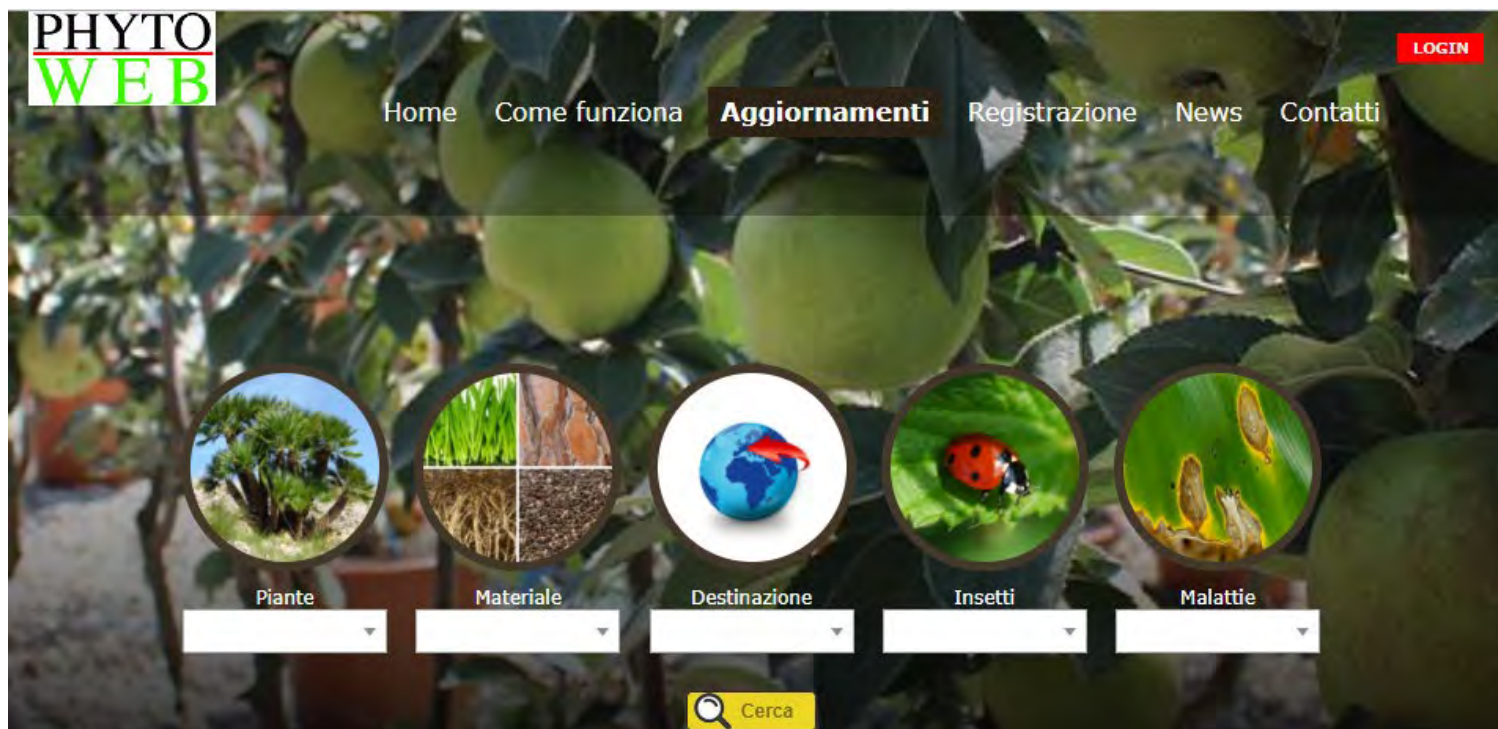 PHYTO
WEB
LOGIN
Home Come funziona Aggiornamenti Registrazione News Contatti
Piante Materiale Destinazione Insetti Malattie
Cerca